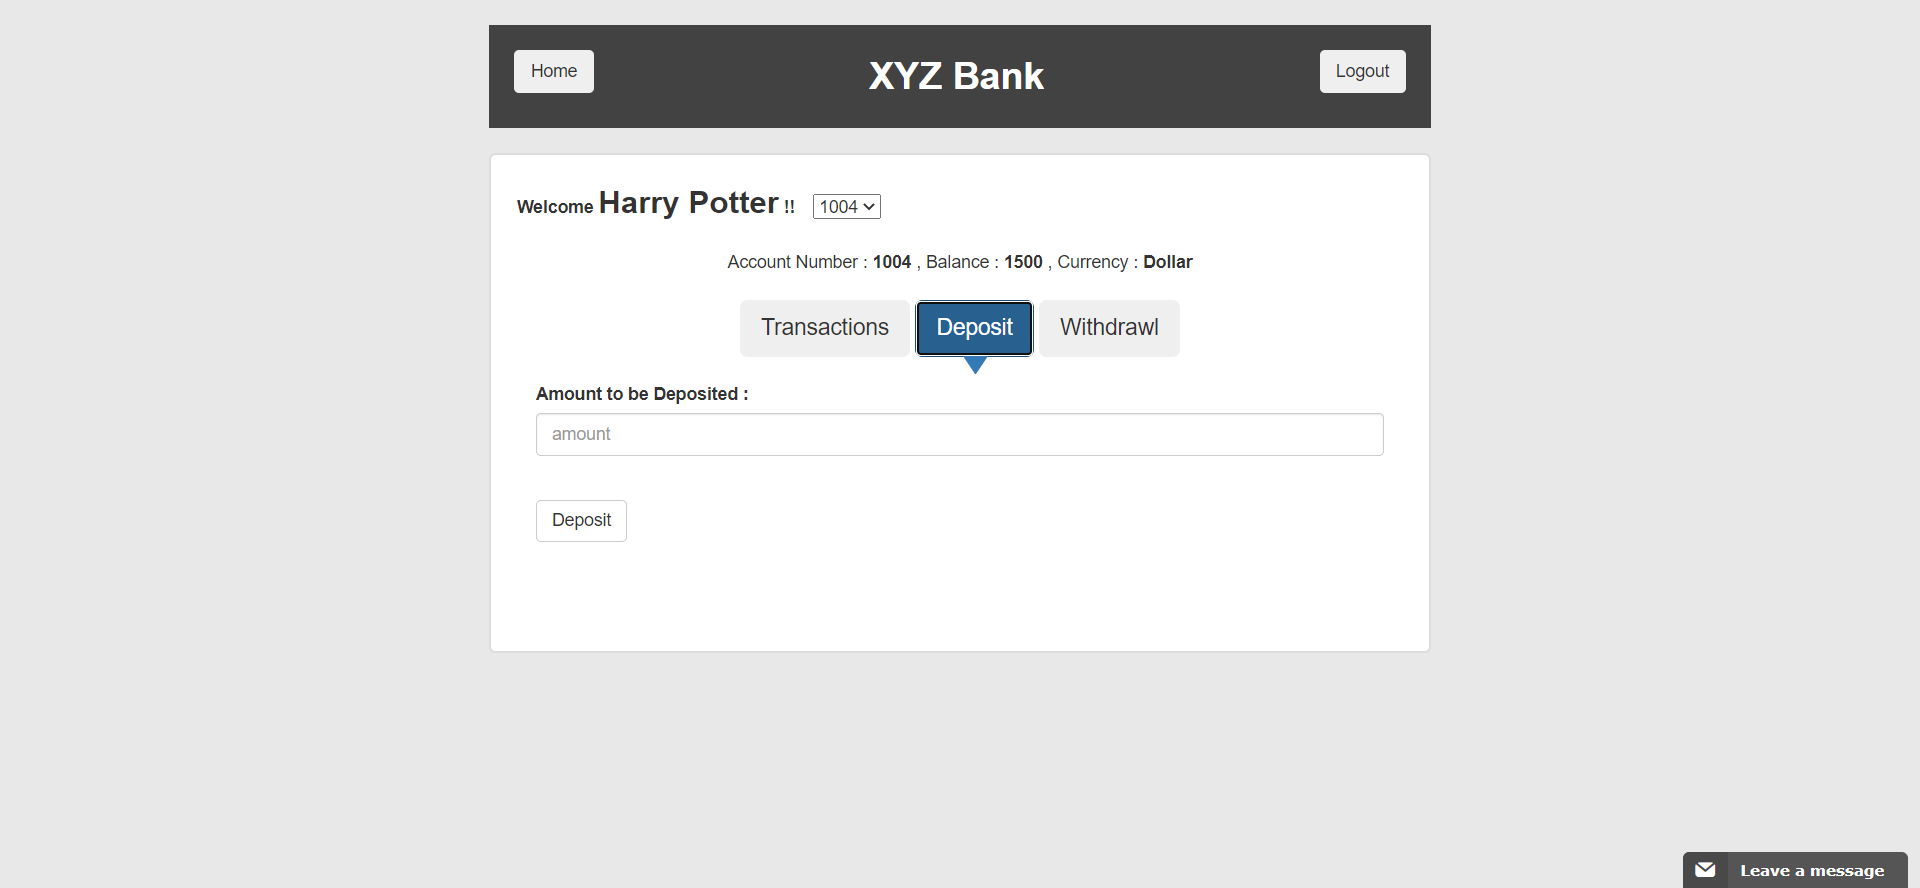 Home XYZ Bank Logout
Welcome Harry Potter !! 1004
Account Number : 1004 , Balance : 1500 , Currency : Dollar
Transactions Deposit Withdrawl
Amount to be Deposited :
amount
Deposit
Leave a message